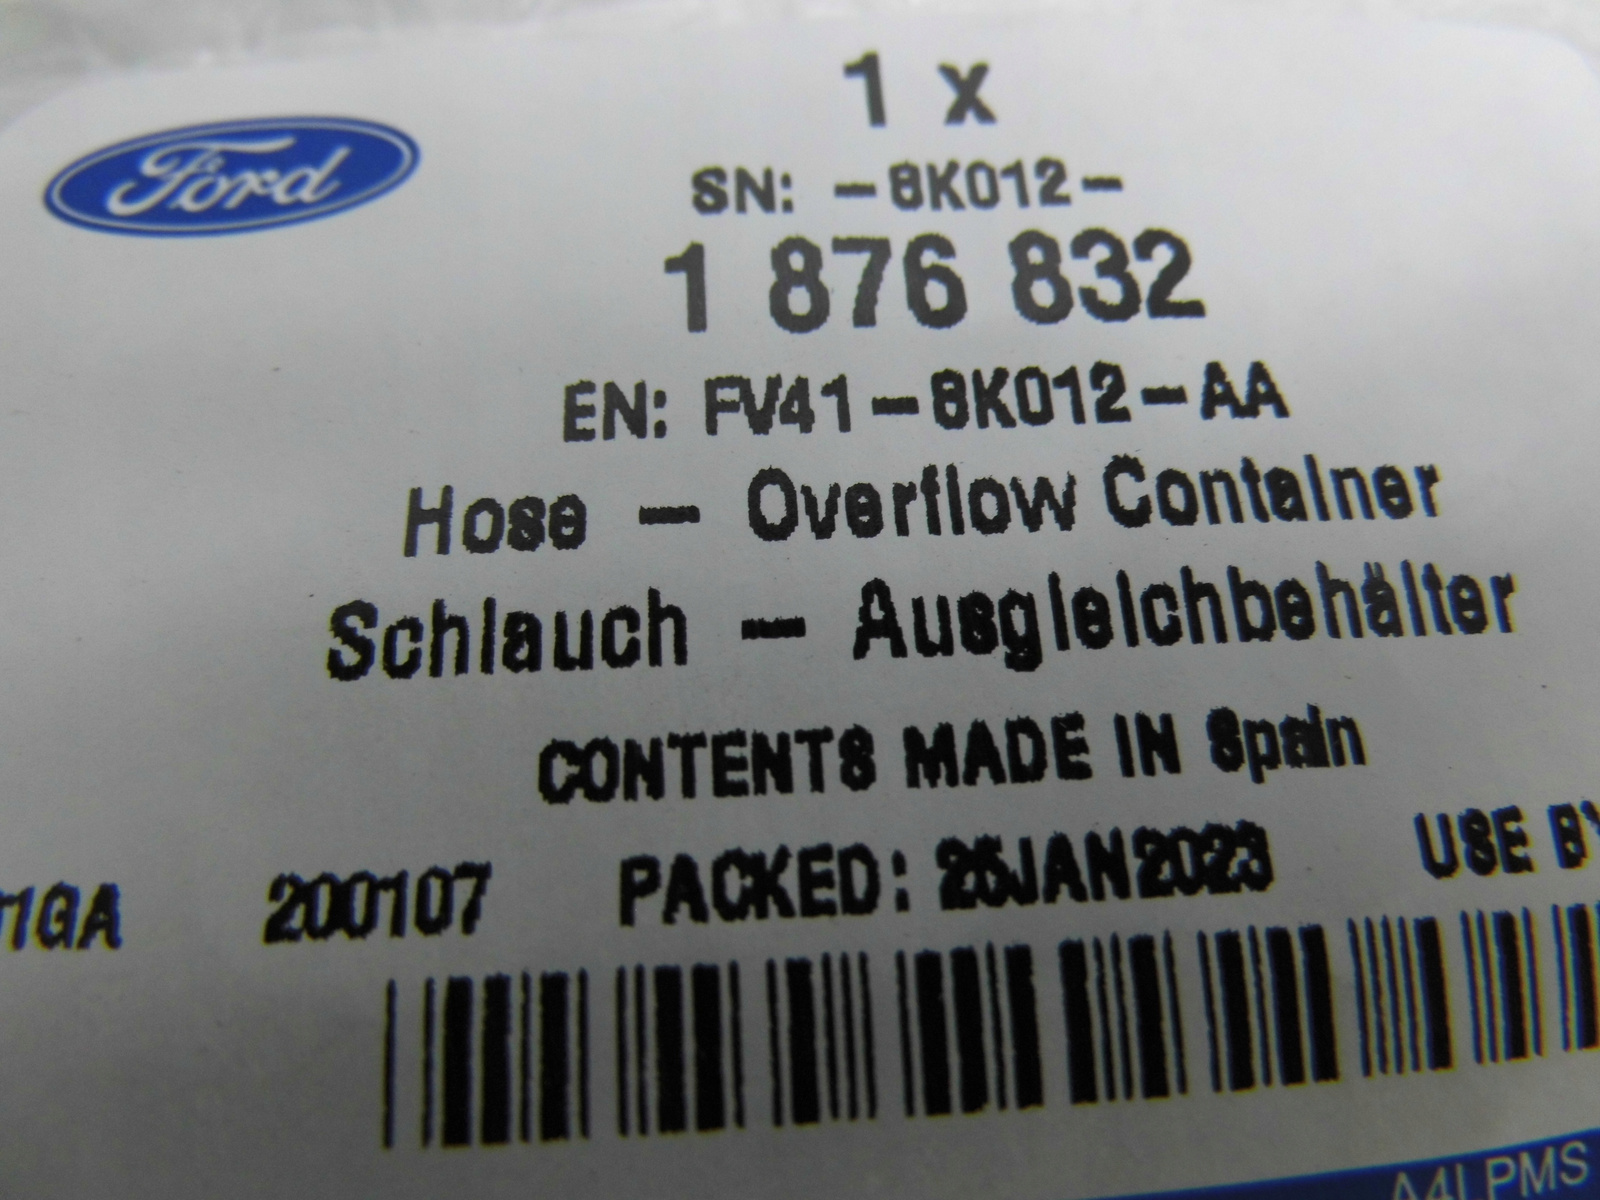 Ford
1 x
SN: -8K012-
1 876 832
EN: FV41-8K012-AA
Hose - Overflow Container
Schlauch - Ausgleichbehälter
CONTENTS MADE IN Spain
200107 PACKED: 25JAN2023 USE BY
PMS